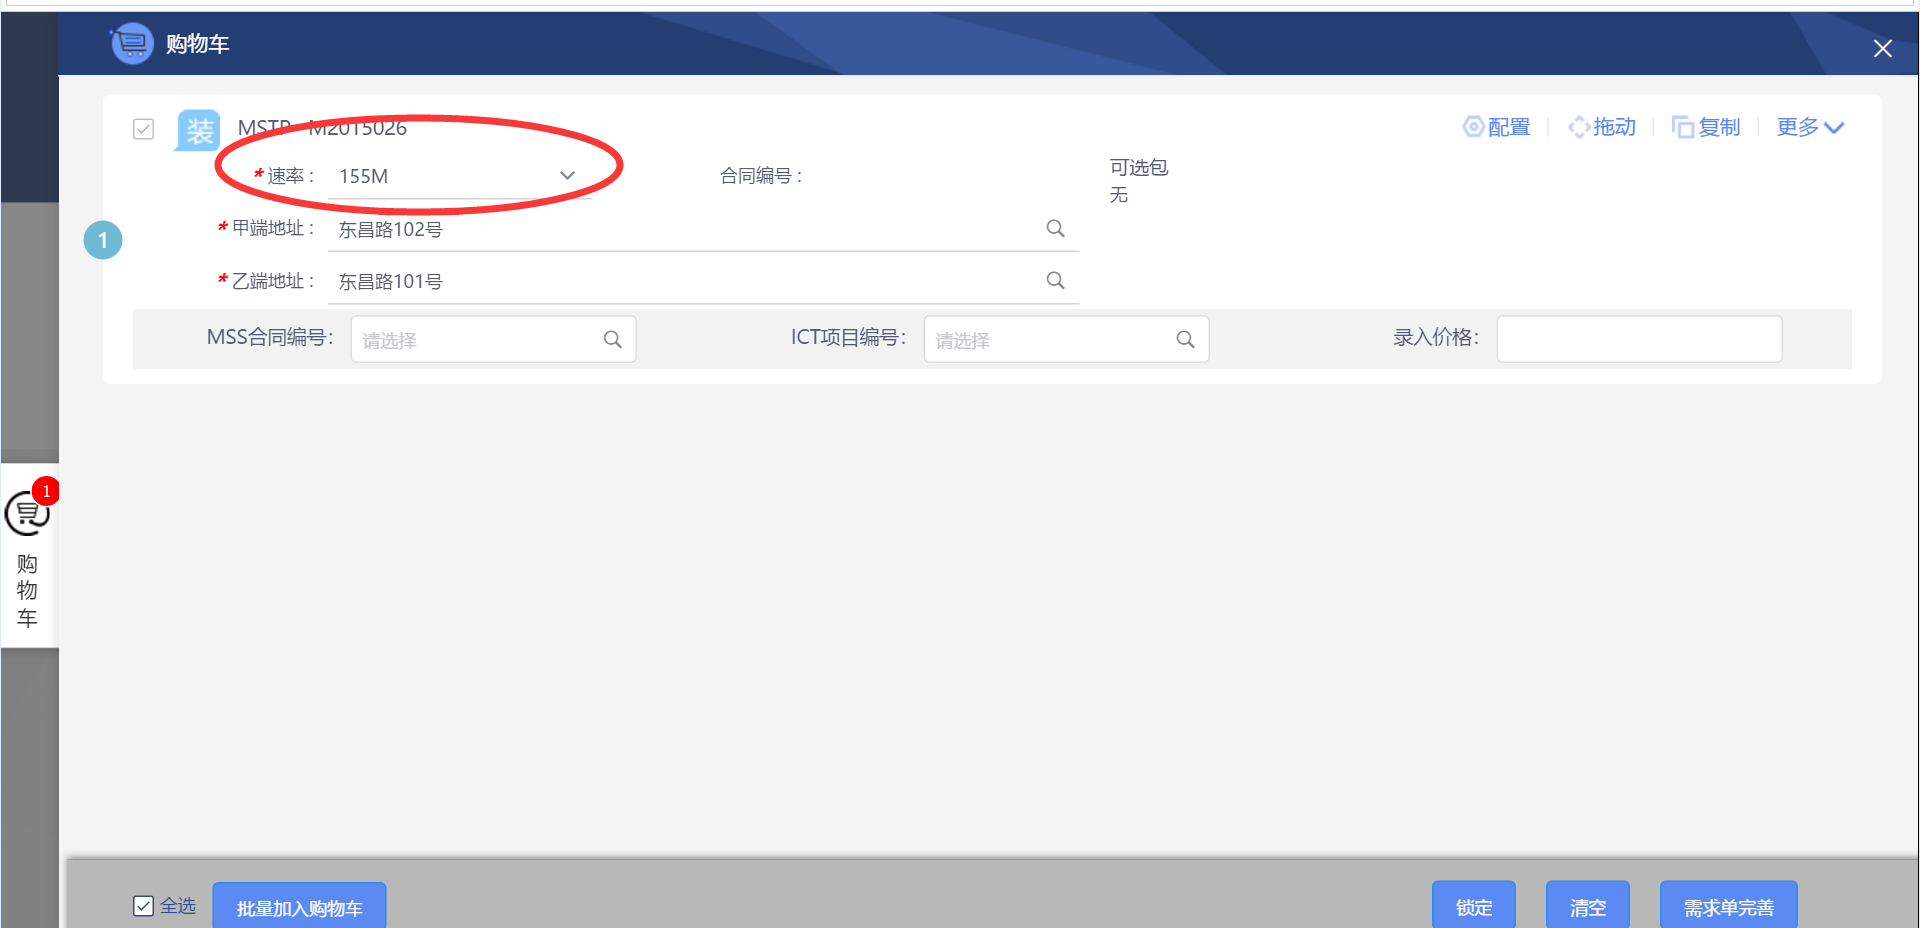 购物车
装 MSTP M2015026 配置 拖动 复制 更多
*速率： 155M 合同编号： 可选包
无
*甲端地址： 东昌路102号
1
*乙端地址： 东昌路101号
MSS合同编号： 请选择 ICT项目编号： 请选择 录入价格：
1
购
物
车
全选 批量加入购物车 锁定 清空 需求单完善